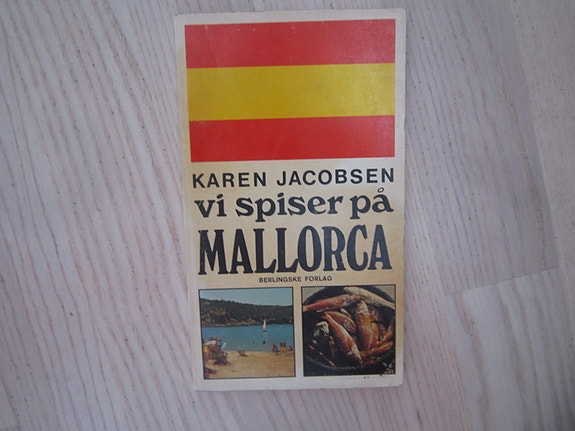 KAREN JACOBSEN
vi spiser på
MALLORCA
BERLINGSKE FORLAG